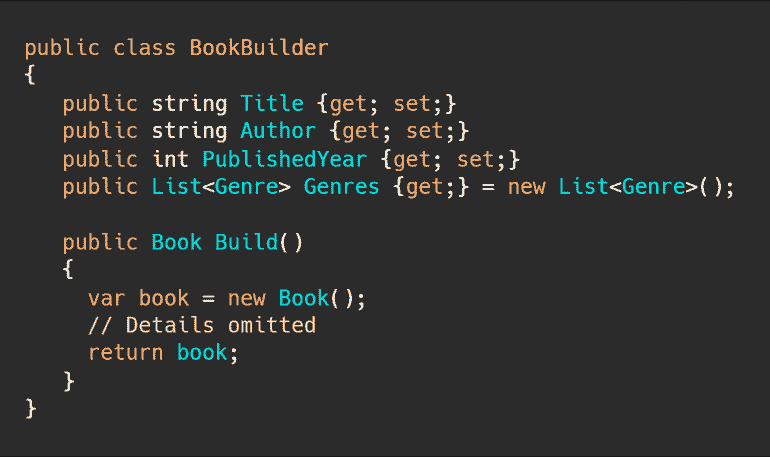 public class BookBuilder
{
public string Title {get; set;}
public string Author {get; set;}
public int PublishedYear {get; set;}
public List<Genre> Genres {get;} = new List<Genre>();
public Book Build()
{
var book = new Book();
// Details omitted
return book;
}
}